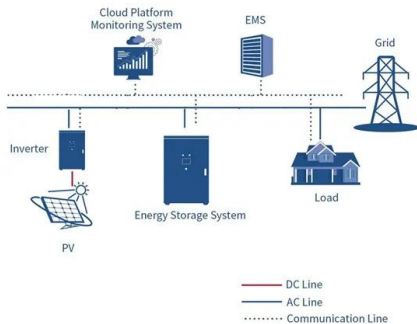 Cloud Platform
Monitoring System
EMS
Grid
Inverter
Energy Storage System
Load
PV
DC Line
AC Line
Communication Line